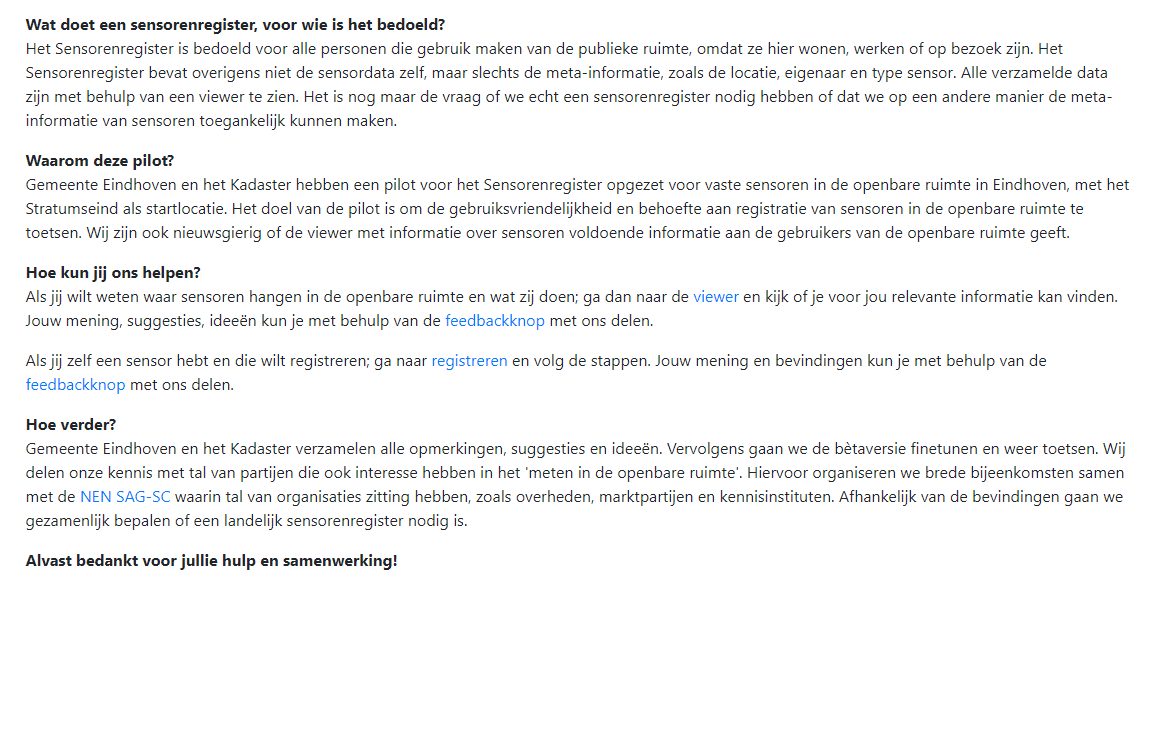 Wat doet een sensorenregister, voor wie is het bedoeld?
Het Sensorenregister is bedoeld voor alle personen die gebruik maken van de publieke ruimte, omdat ze hier wonen, werken of op bezoek zijn. Het
Sensorenregister bevat overigens niet de sensordata zelf, maar slechts de meta-informatie, zoals de locatie, eigenaar en type sensor. Alle verzamelde data
zijn met behulp van een viewer te zien. Het is nog maar de vraag of we echt een sensorenregister nodig hebben of dat we op een andere manier de meta-
informatie van sensoren toegankelijk kunnen maken.
Waarom deze pilot?
Gemeente Eindhoven en het Kadaster hebben een pilot voor het Sensorenregister opgezet voor vaste sensoren in de openbare ruimte in Eindhoven, met het
Stratumseind als startlocatie. Het doel van de pilot is om de gebruiksvriendelijkheid en behoefte aan registratie van sensoren in de openbare ruimte te
toetsen. Wij zijn ook nieuwsgierig of de viewer met informatie over sensoren voldoende informatie aan de gebruikers van de openbare ruimte geeft.
Hoe kun jij ons helpen?
Als jij wilt weten waar sensoren hangen in de openbare ruimte en wat zij doen; ga dan naar de viewer en kijk of je voor jou relevante informatie kan vinden.
Jouw mening, suggesties, ideeën kun je met behulp van de feedbackknop met ons delen.
Als jij zelf een sensor hebt en die wilt registreren; ga naar registreren en volg de stappen. Jouw mening en bevindingen kun je met behulp van de
feedbackknop met ons delen.
Hoe verder?
Gemeente Eindhoven en het Kadaster verzamelen alle opmerkingen, suggesties en ideeën. Vervolgens gaan we de bètaversie finetunen en weer toetsen. Wij
delen onze kennis met tal van partijen die ook interesse hebben in het 'meten in de openbare ruimte'. Hiervoor organiseren we brede bijeenkomsten samen
met de NEN SAG-SC waarin tal van organisaties zitting hebben, zoals overheden, marktpartijen en kennisinstituten. Afhankelijk van de bevindingen gaan we
gezamenlijk bepalen of een landelijk sensorenregister nodig is.
Alvast bedankt voor jullie hulp en samenwerking!